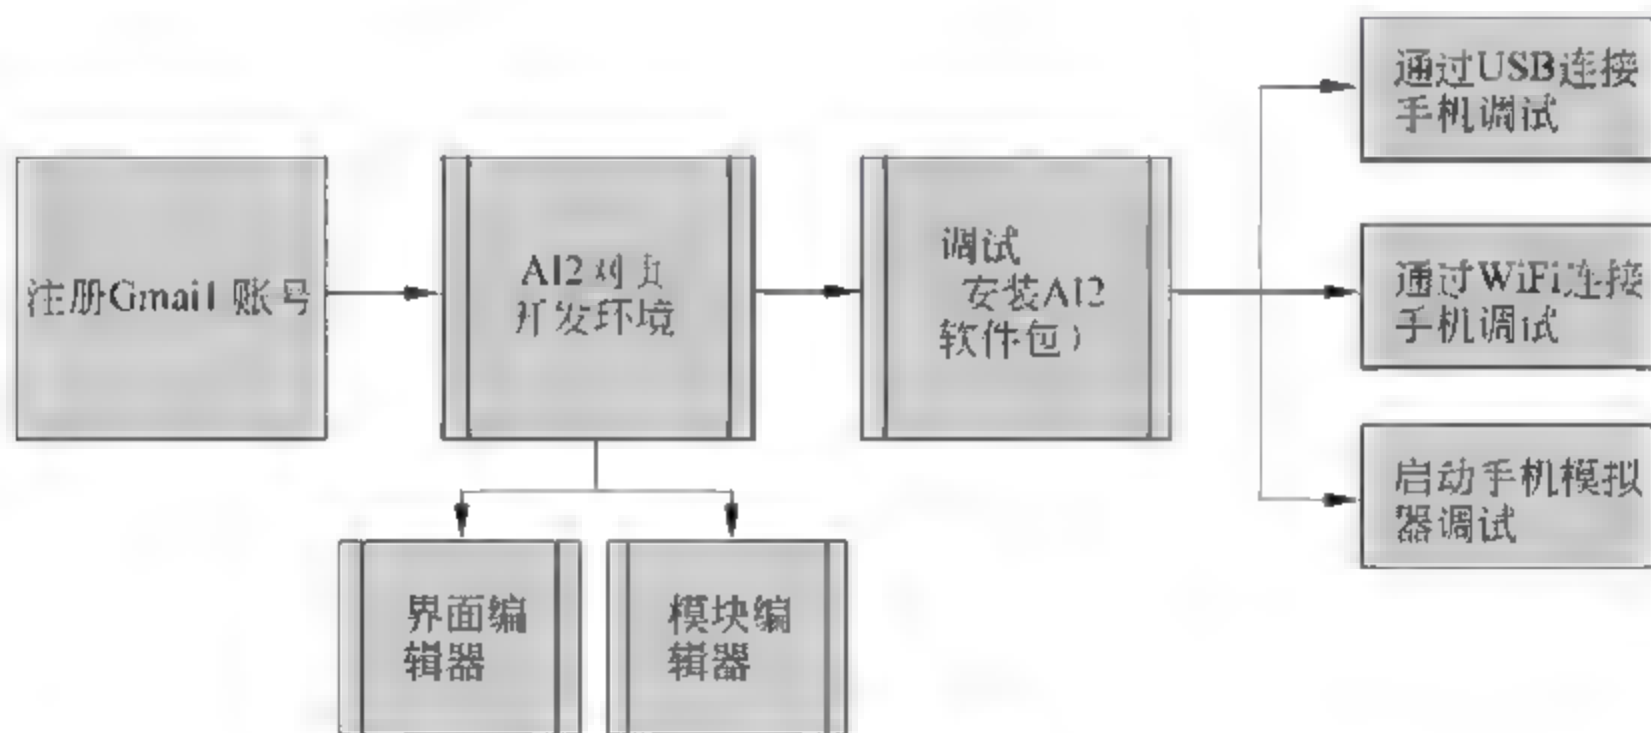 注册Gmail 账号
AI2
开发环境
调试
安装AI2
软件包）
通过USB连接
手机调试
通过WiFi连接
手机调试
启动手机模拟
器调试
界面编
辑器
模块编
辑器